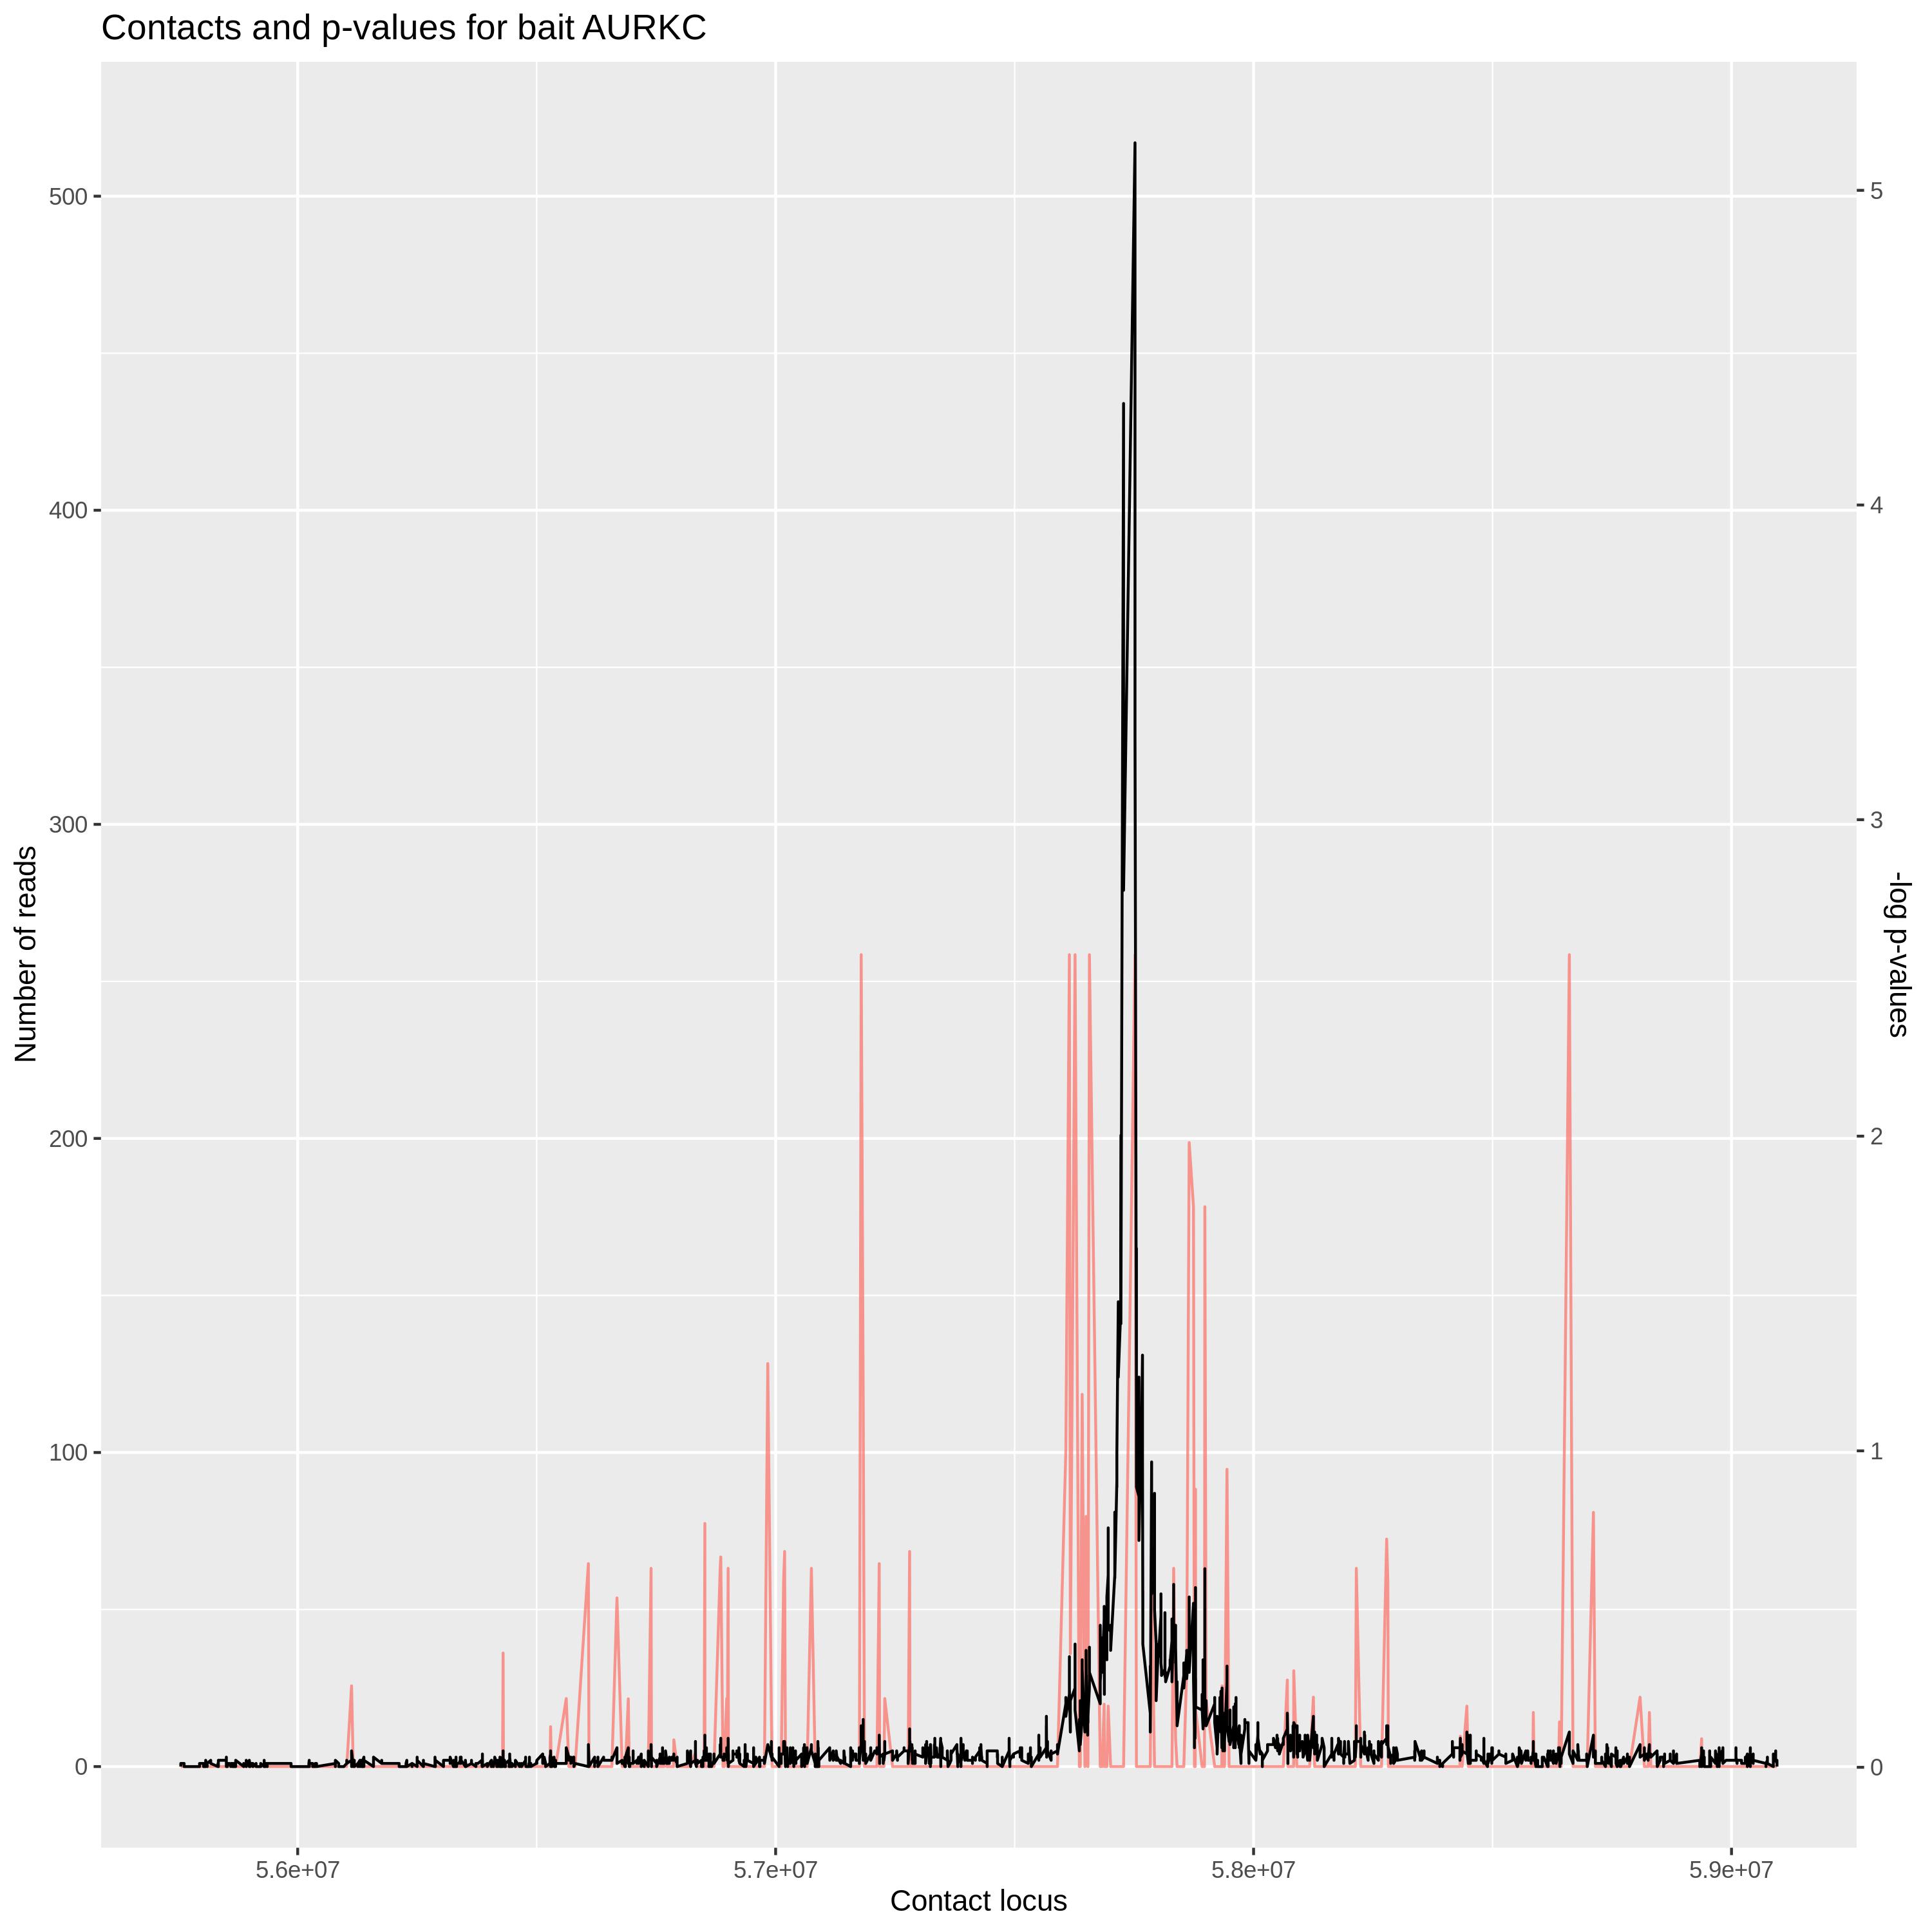 Contacts and p-values for bait AURKC
Number of reads
500
400
300
200
100
0
5
4
3
2
1
0
-log p-values
5.6e+07
5.7e+07
5.8e+07
5.9e+07
Contact locus